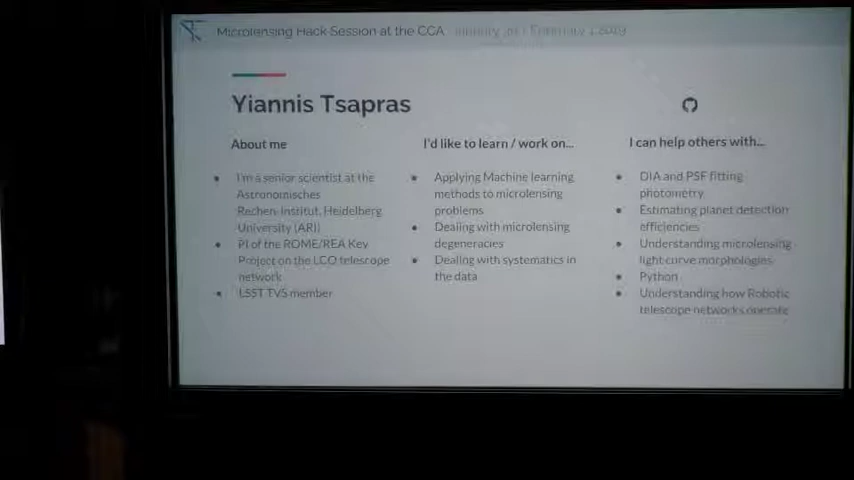 Microlensing Hack Session at the CCA
Yiannis Tsapras
About me
I'm a senior scientist at the
Astronomisches
Rechen-Institut, Heidelberg
University (ARI)
PI of the ROME/REA Key
Project on the LCO telescope
network
LSST TVS member
I'd like to learn / work on...
Applying Machine learning
methods to microlensing
problems
Dealing with microlensing
degeneracies
Dealing with systematics in
the data
I can help others with...
DIA and PSF fitting
photometry
Estimating planet detection
efficiencies
Understanding microlensing
light curve morphologies
Python
Understanding how Robotic
telescope networks operate